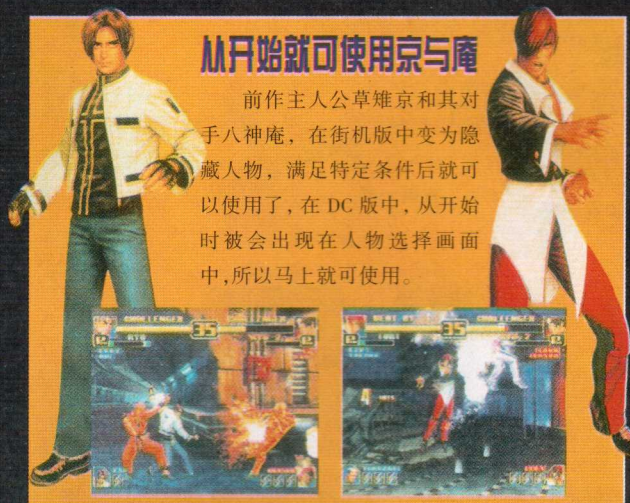 从开始就可使用京与庵
前作主人公草雉京和其对
手八神庵，在街机版中变为隐
藏人物，满足特定条件后就可
以使用了，在 DC 版中，从开始
时被会出现在人物选择画面
中，所以马上就可使用。
CHALLENGER
35
CHALLENGER
35